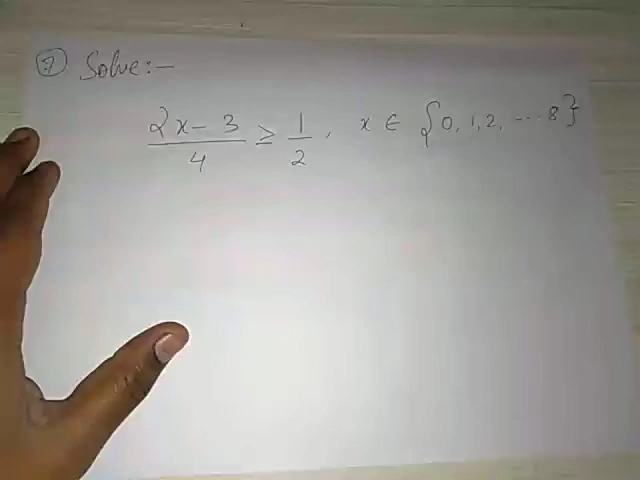 ⑦ Solve:-
(2x - 3)/4 ≥ 1/2, x ∈ {0, 1, 2, ... 8}